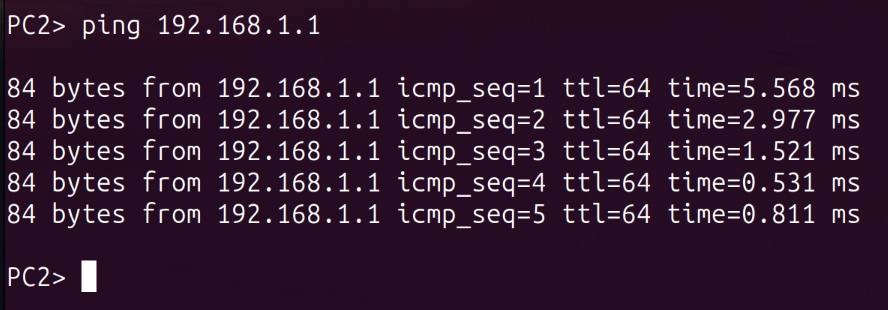 PC2> ping 192.168.1.1
84 bytes from 192.168.1.1 icmp_seq=1 ttl=64 time=5.568 ms
84 bytes from 192.168.1.1 icmp_seq=2 ttl=64 time=2.977 ms
84 bytes from 192.168.1.1 icmp_seq=3 ttl=64 time=1.521 ms
84 bytes from 192.168.1.1 icmp_seq=4 ttl=64 time=0.531 ms
84 bytes from 192.168.1.1 icmp_seq=5 ttl=64 time=0.811 ms
PC2>